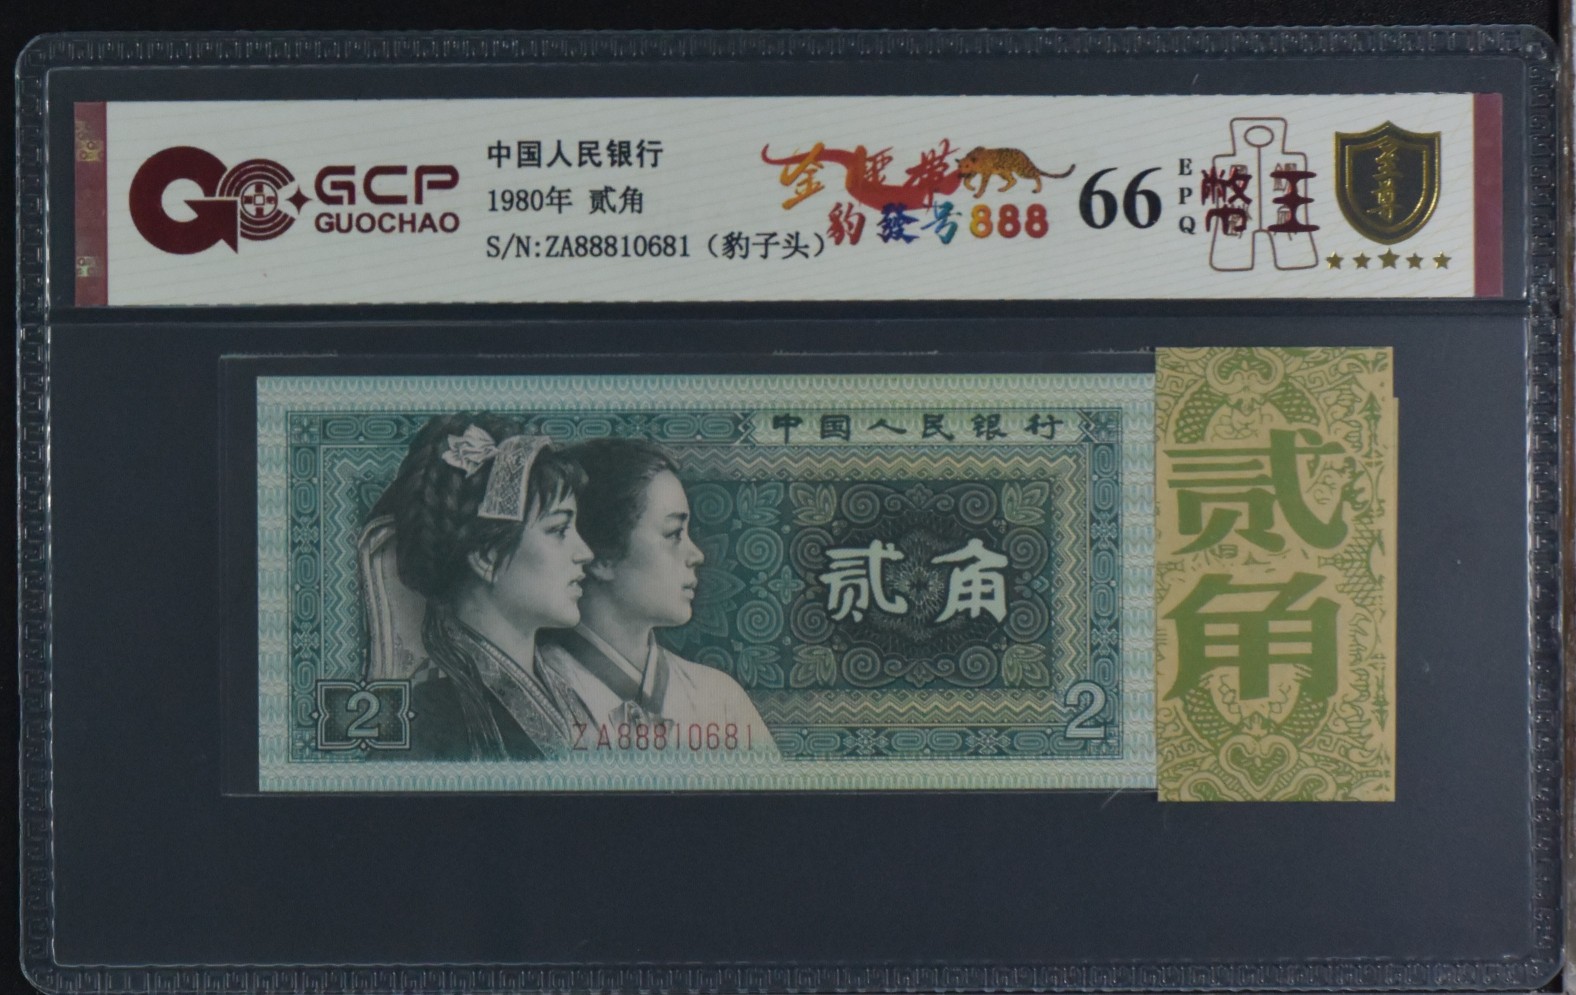 GCP
GUOCHAO
中国人民银行
1980年 贰角
S/N:ZA88810681（豹子头）
金腰带
豹發号888
66
EPQ
至尊
中国人民银行
贰角
2
ZA88810681
2
贰角